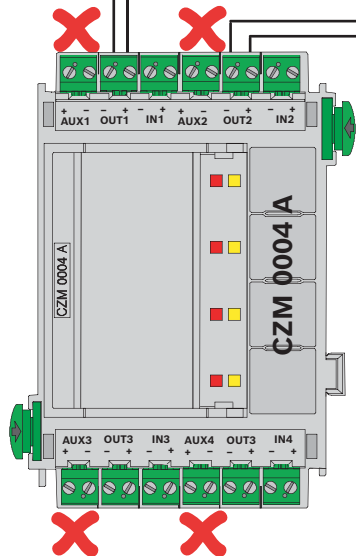 + − − + − + + − − + − +
AUX1 OUT1 IN1 AUX2 OUT2 IN2
CZM 0004 A
CZM 0004 A
AUX3 OUT3 IN3 AUX4 OUT3 IN4
+ − − + − + + − − + − +